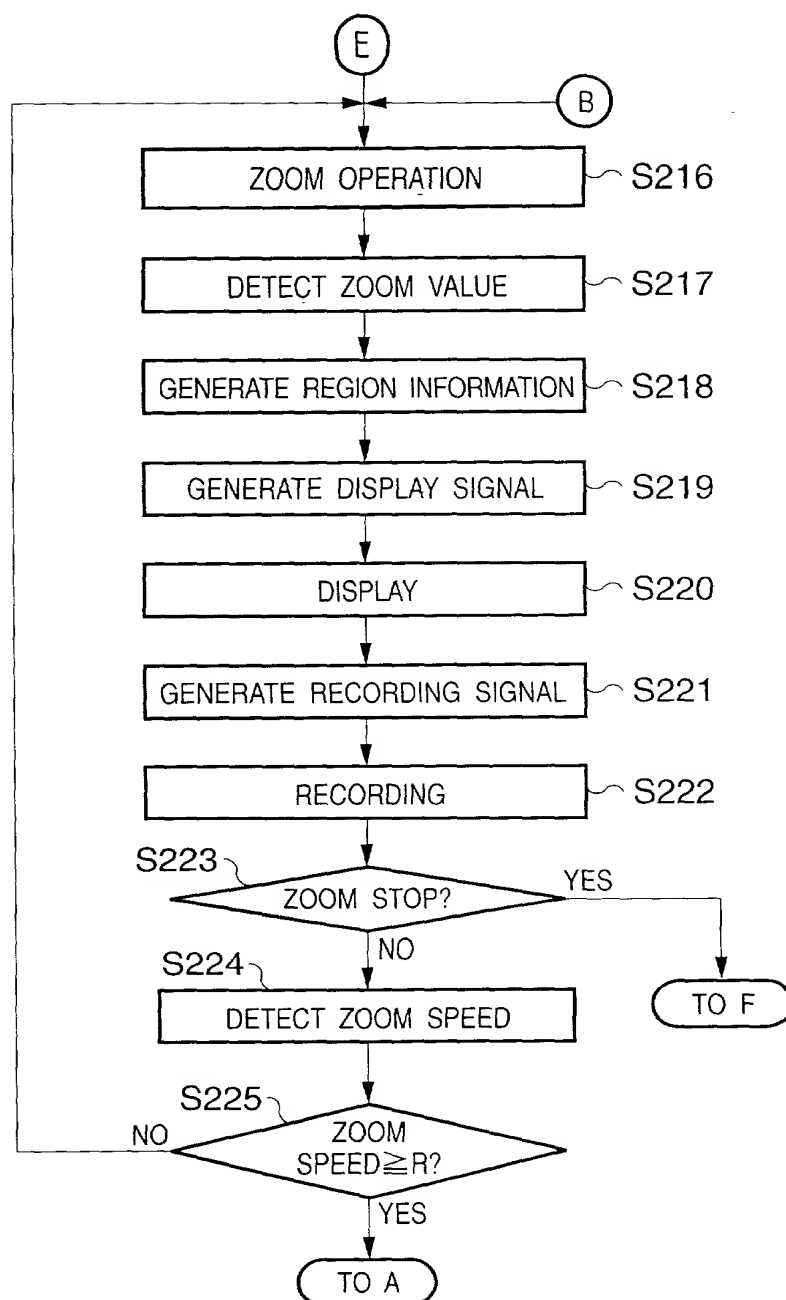 E
B
ZOOM OPERATION S216
DETECT ZOOM VALUE S217
GENERATE REGION INFORMATION S218
GENERATE DISPLAY SIGNAL S219
DISPLAY S220
GENERATE RECORDING SIGNAL S221
RECORDING S222
S223
ZOOM STOP? YES
NO
S224
DETECT ZOOM SPEED
TO F
S225
NO
ZOOM
SPEED≧R?
YES
TO A